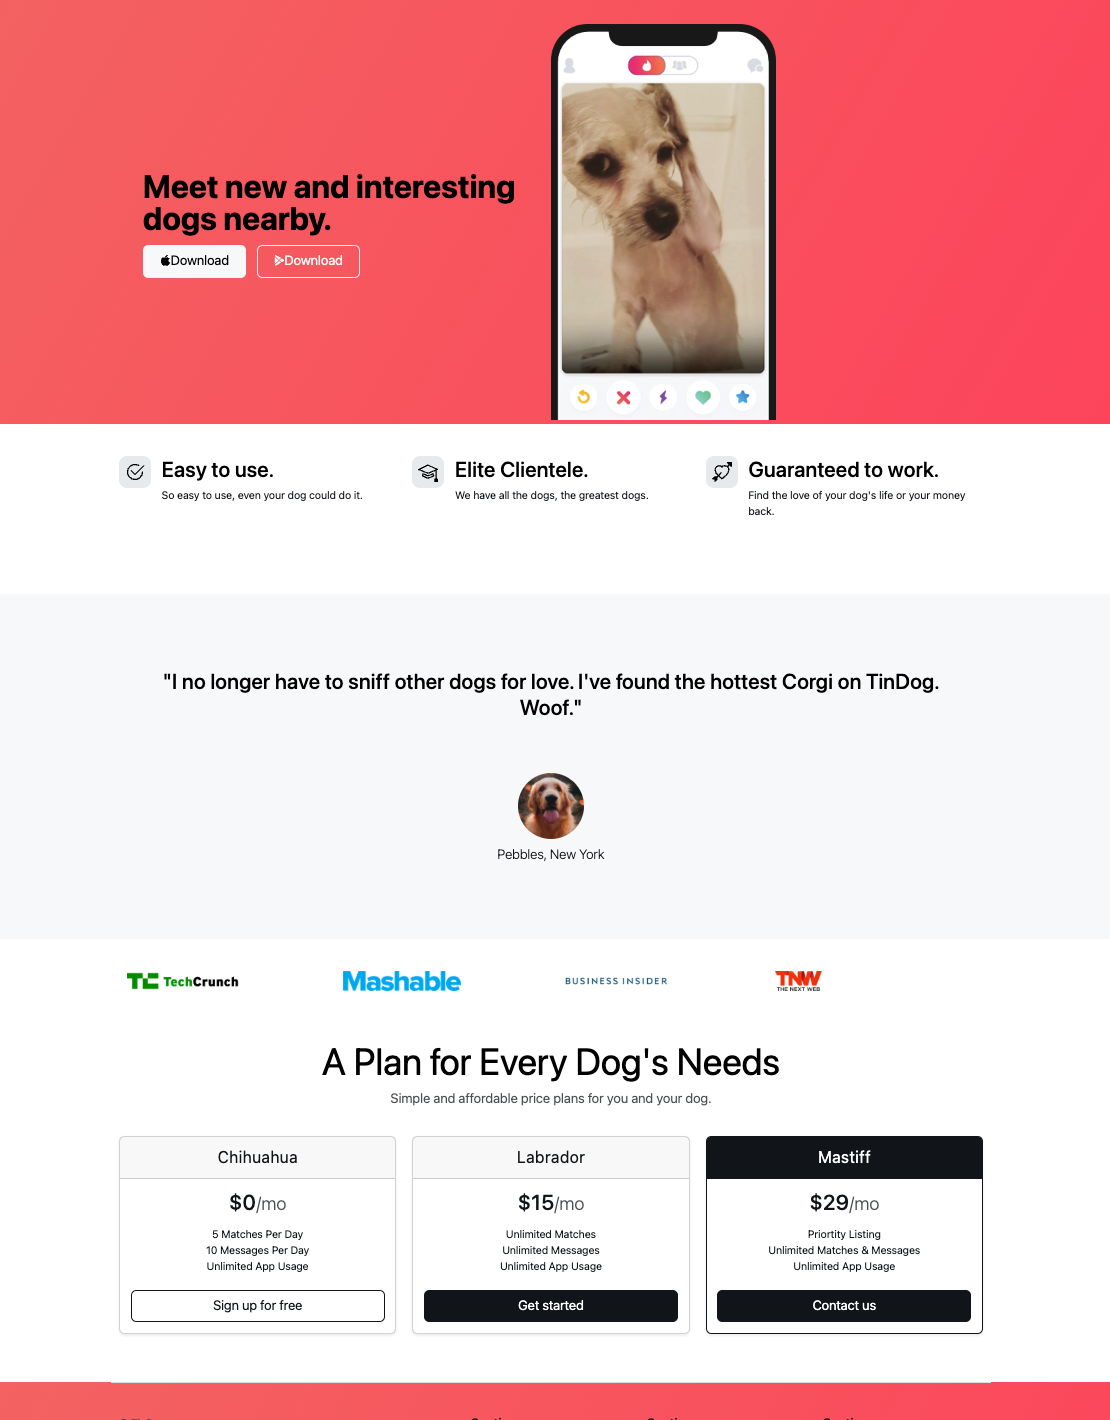 Meet new and interesting
dogs nearby.
Download
Download
Easy to use.
So easy to use, even your dog could do it.
Elite Clientele.
We have all the dogs, the greatest dogs.
Guaranteed to work.
Find the love of your dog's life or your money
back.
"I no longer have to sniff other dogs for love. I've found the hottest Corgi on TinDog.
Woof."
Pebbles, New York
TC TechCrunch
Mashable
BUSINESS INSIDER
TNW
THE NEXT WEB
A Plan for Every Dog's Needs
Simple and affordable price plans for you and your dog.
Chihuahua
$0/mo
5 Matches Per Day
10 Messages Per Day
Unlimited App Usage
Sign up for free
Labrador
$15/mo
Unlimited Matches
Unlimited Messages
Unlimited App Usage
Get started
Mastiff
$29/mo
Priortity Listing
Unlimited Matches & Messages
Unlimited App Usage
Contact us